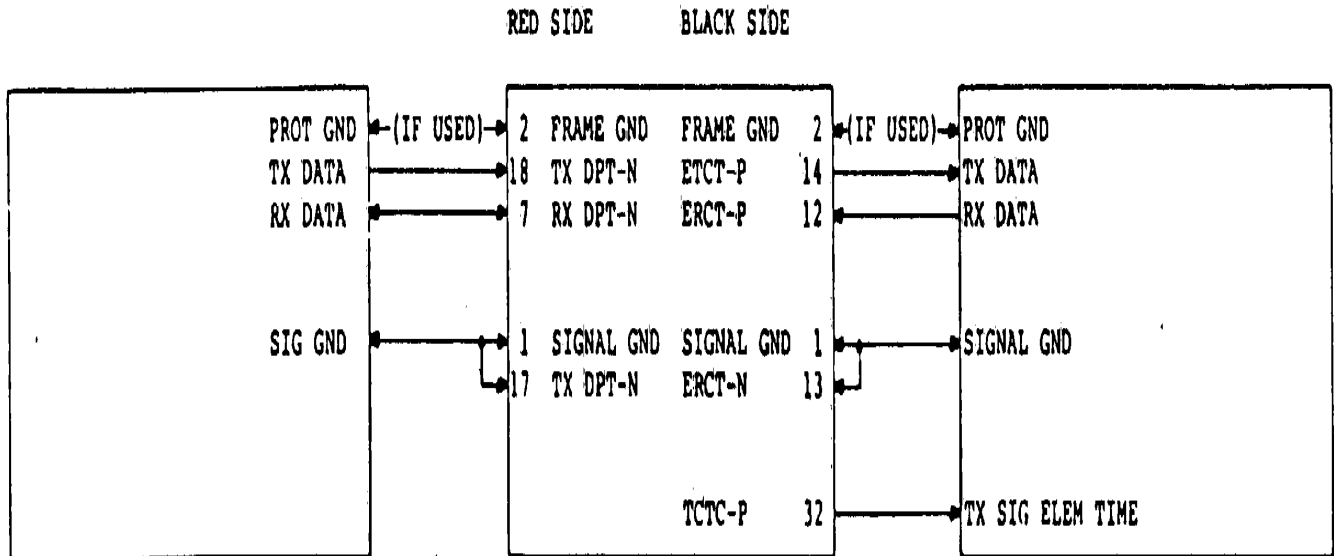 RED SIDE BLACK SIDE
PROT GND (IF USED) 2 FRAME GND FRAME GND 2 (IF USED) PROT GND
TX DATA 18 TX DPT-N ETCT-P 14 TX DATA
RX DATA 7 RX DPT-N ERCT-P 12 RX DATA
SIG GND 1 SIGNAL GND SIGNAL GND 1 SIGNAL GND
17 TX DPT-N ERCT-N 13
TCTC-P 32 TX SIG ELEM TIME